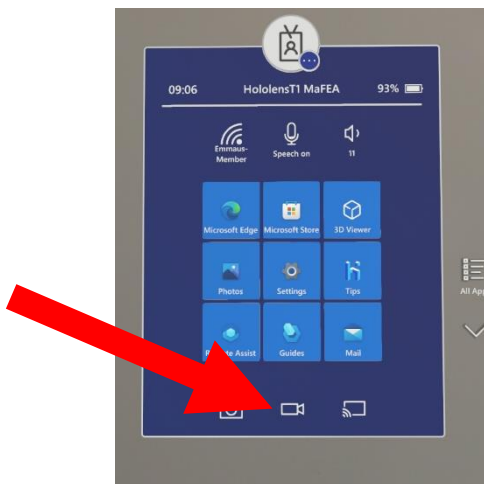 09:06 HololensT1 MaFEA 93%
Emmaus-
Member
Speech on
11
Microsoft Edge Microsoft Store 3D Viewer
Photos Settings Tips
Assist Guides Mail
All